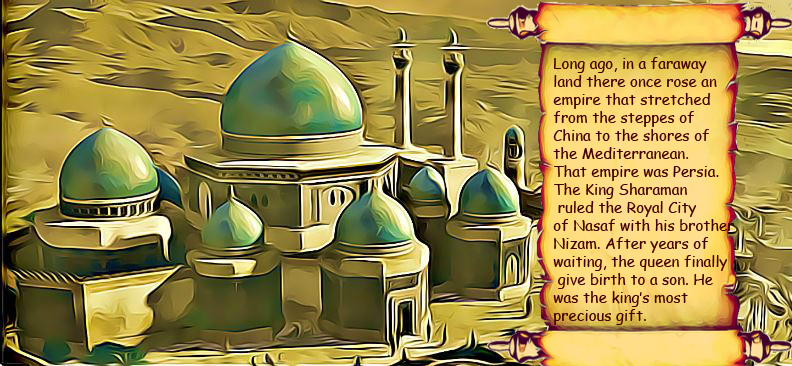 Long ago, in a faraway
land there once rose an
empire that stretched
from the steppes of
China to the shores of
the Mediterranean.
That empire was Persia.
The King Sharaman
ruled the Royal City
of Nasaf with his brother
Nizam. After years of
waiting, the queen finally
give birth to a son. He
was the king's most
precious gift.